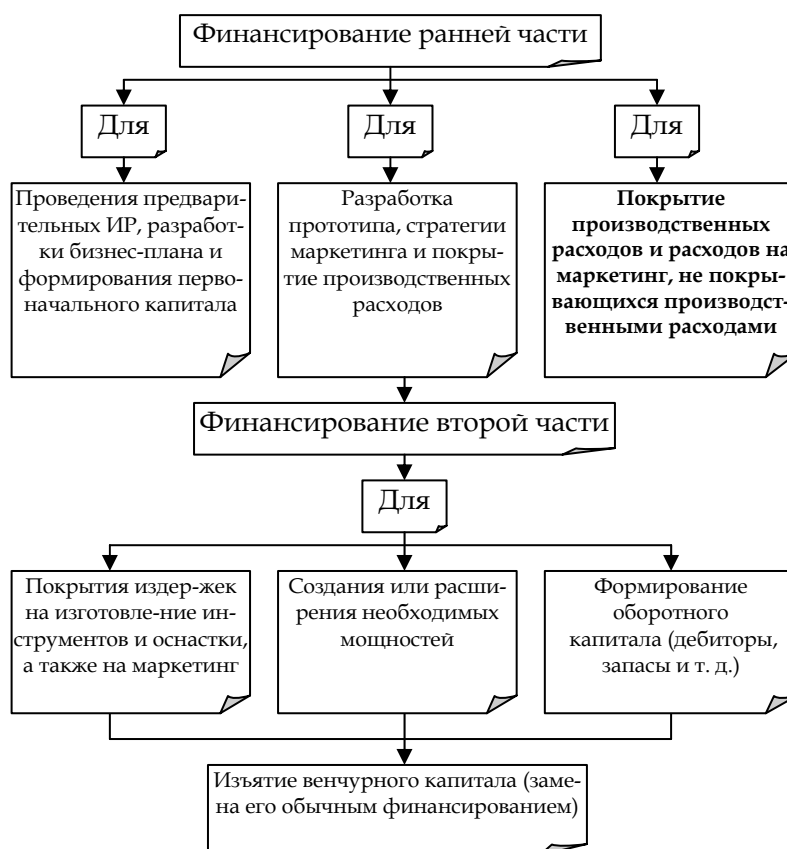 Финансирование ранней части
Для
Для
Для
Проведения предвари-
тельных ИР, разработ-
ки бизнес-плана и
формирования перво-
начального капитала
Разработка
прототипа, стратегии
маркетинга и покры-
тие производственных
расходов
Покрытие
производственных
расходов и расходов на
маркетинг, не покры-
вающихся производст-
венными расходами
Финансирование второй части
Для
Покрытия издер-жек
на изготовле-ние ин-
струментов и оснастки,
а также на маркетинг
Создания или расши-
рения необходимых
мощностей
Формирование
оборотного
капитала (дебиторы,
запасы и т. д.)
Изъятие венчурного капитала (заме-
на его обычным финансированием)